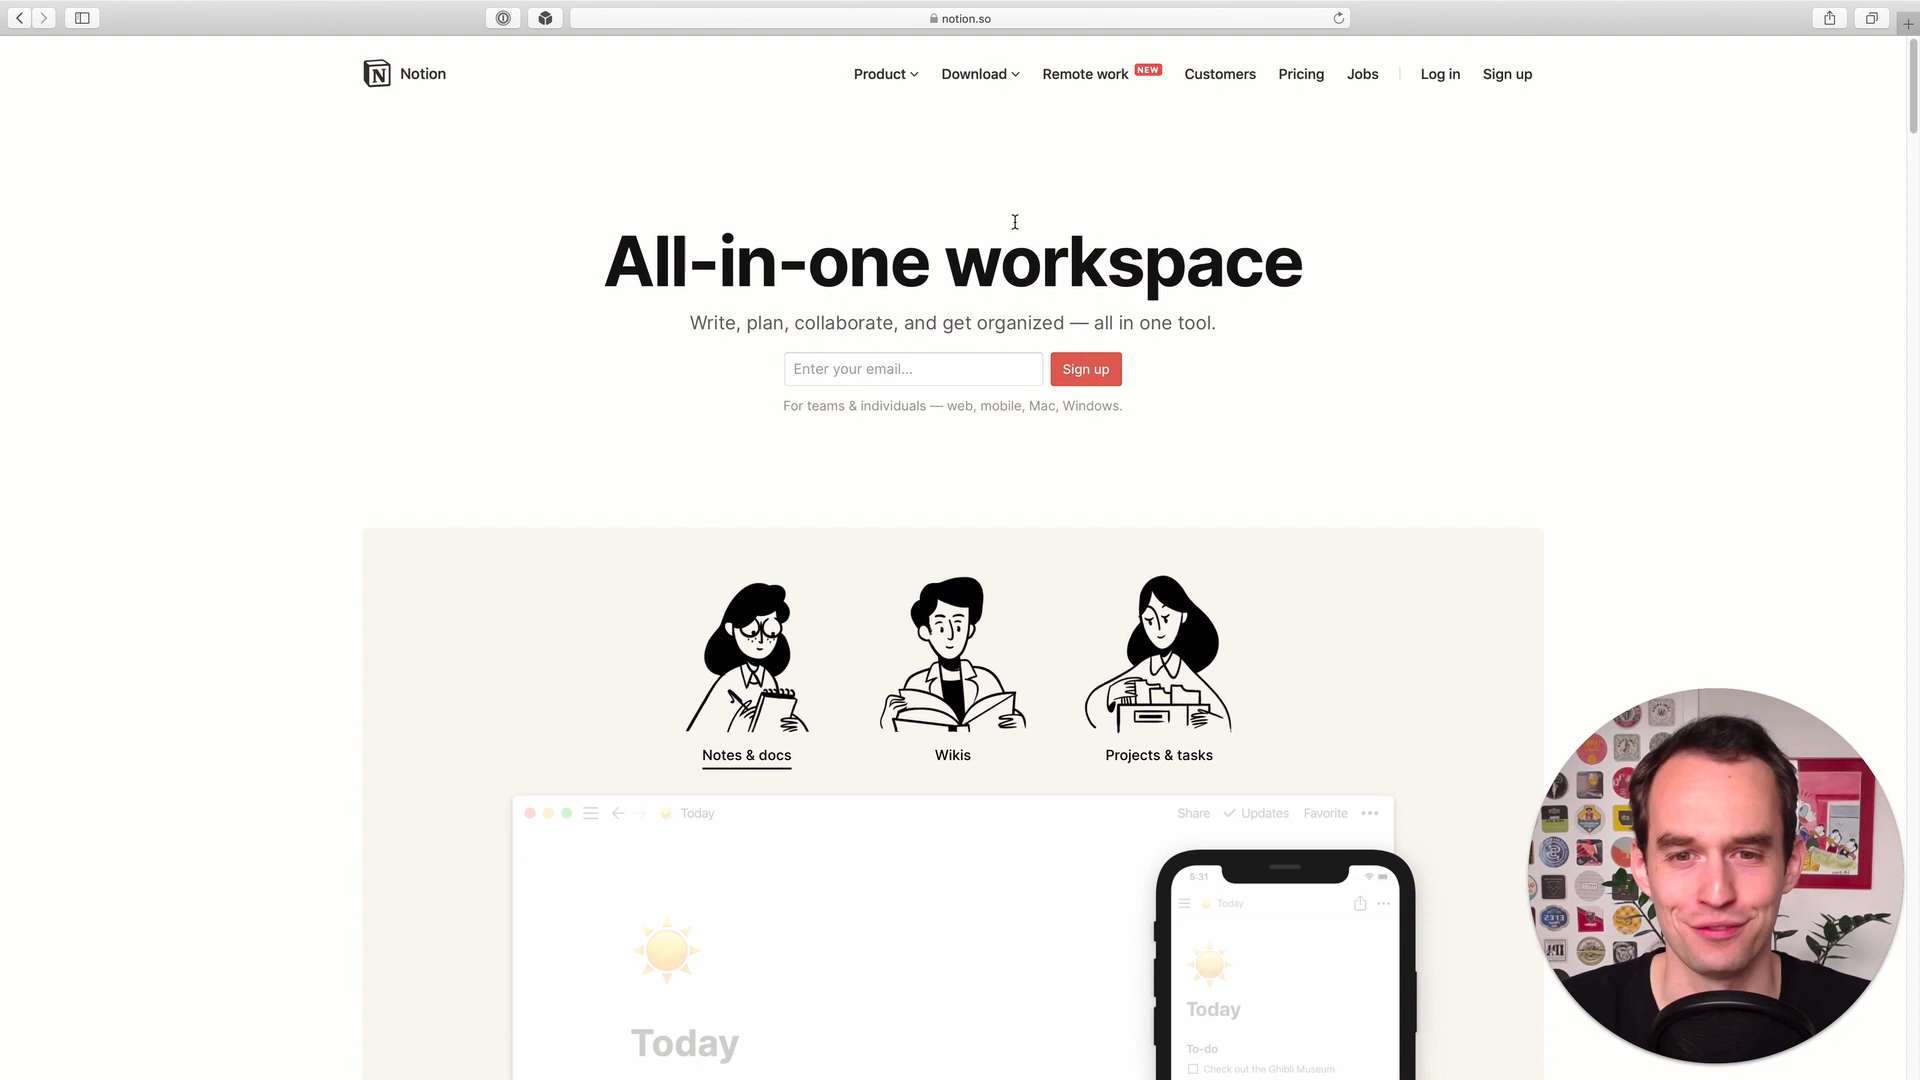 notion.so
Notion
Product
Download
Remote work NEW
Customers
Pricing
Jobs
Log in
Sign up
All-in-one workspace
Write, plan, collaborate, and get organized — all in one tool.
Enter your email...
Sign up
For teams & individuals — web, mobile, Mac, Windows.
Notes & docs
Wikis
Projects & tasks
Today
Share
Updates
Favorite
Today
5:31
Today
Today
To-do
Check out the Ghibli Museum